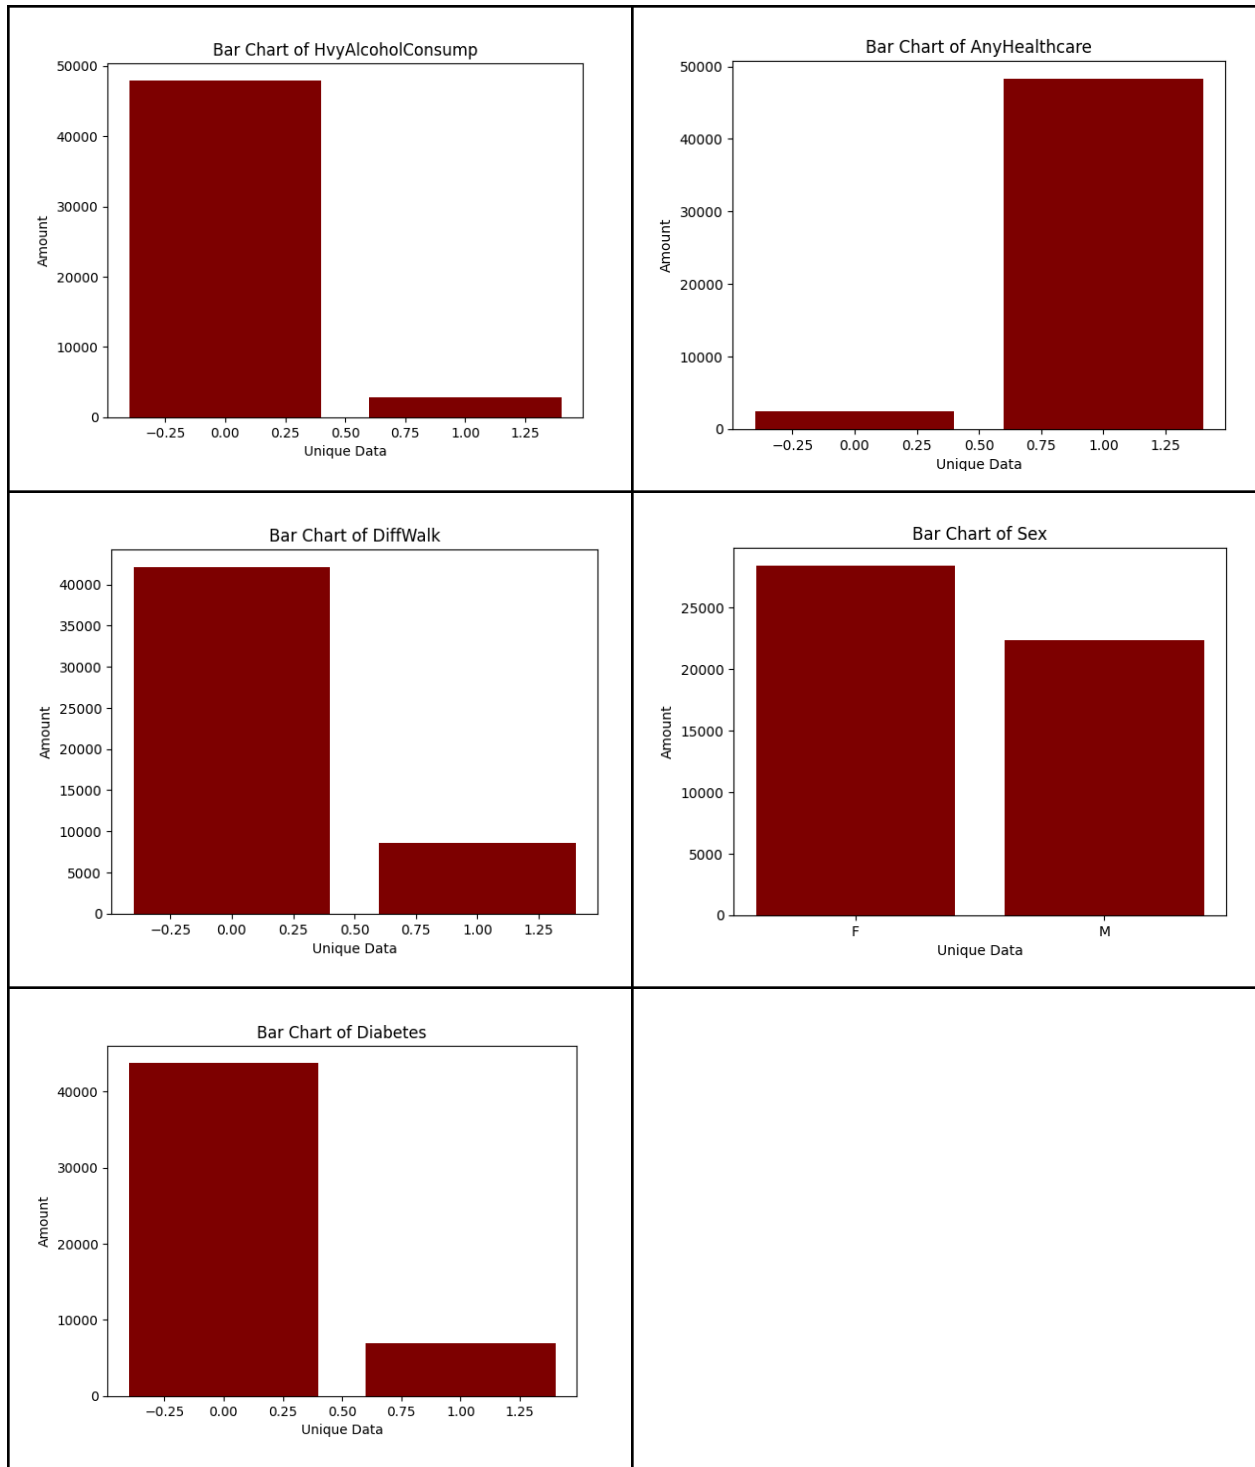 Bar Chart of HvyAlcoholConsump
50000
40000
30000
20000
10000
0
Amount
−0.25 0.00 0.25 0.50 0.75 1.00 1.25
Unique Data
Bar Chart of AnyHealthcare
50000
40000
30000
20000
10000
0
Amount
−0.25 0.00 0.25 0.50 0.75 1.00 1.25
Unique Data
Bar Chart of DiffWalk
40000
35000
30000
25000
20000
15000
10000
5000
0
Amount
−0.25 0.00 0.25 0.50 0.75 1.00 1.25
Unique Data
Bar Chart of Sex
25000
20000
15000
10000
5000
0
Amount
F M
Unique Data
Bar Chart of Diabetes
40000
30000
20000
10000
0
Amount
−0.25 0.00 0.25 0.50 0.75 1.00 1.25
Unique Data